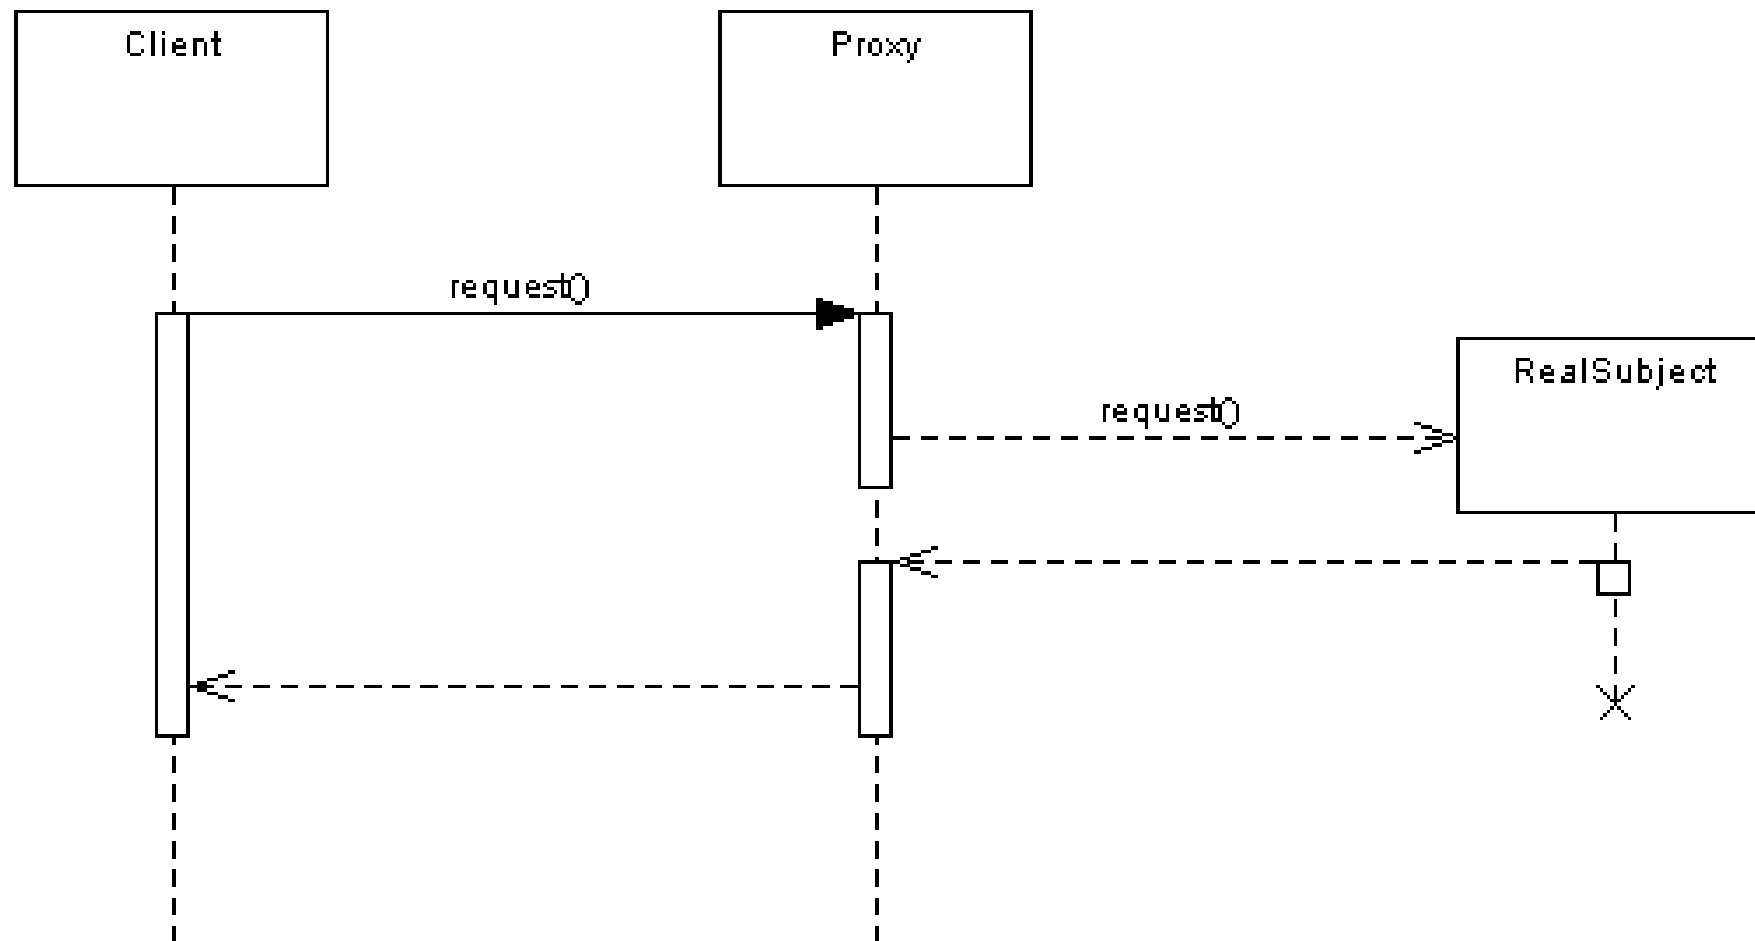 Client
Proxy
request()
RealSubject
request()